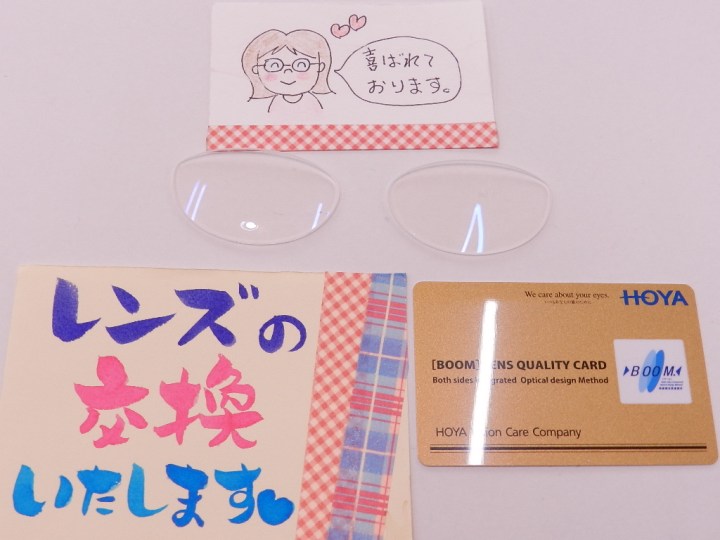 喜ばれて
おります。
レンズの
交換
いたします
We care about your eyes.
HOYA
[BOOM] LENS QUALITY CARD
Both sides Integrated Optical design Method
BOOM
HOYA Vision Care Company